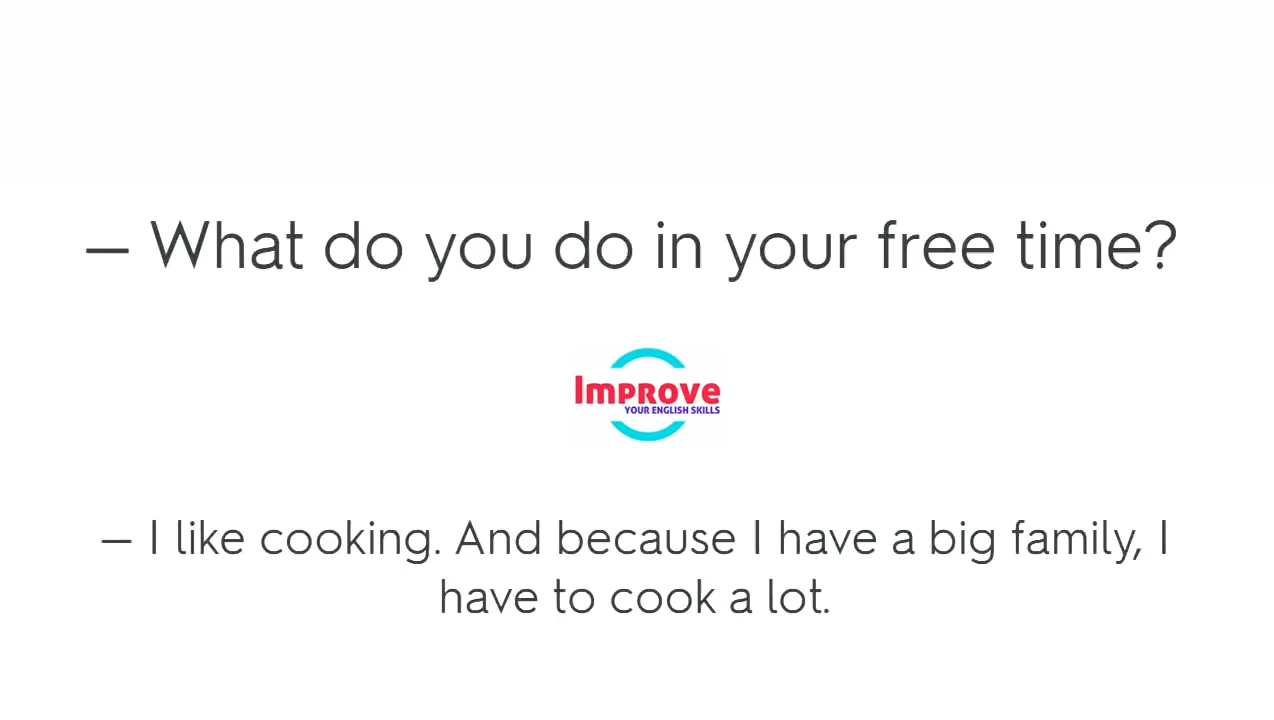 — What do you do in your free time?
Improve
YOUR ENGLISH SKILLS
— I like cooking. And because I have a big family, I
have to cook a lot.